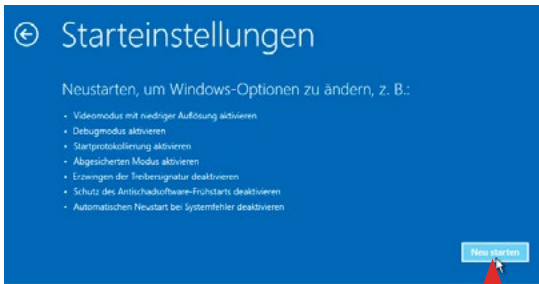 Starteinstellungen
Neustarten, um Windows-Optionen zu ändern, z. B.:
• Videomodus mit niedriger Auflösung aktivieren
• Debugmodus aktivieren
• Startprotokollierung aktivieren
• Abgesicherten Modus aktivieren
• Erzwingen der Treibersignatur deaktivieren
• Schutz des Antischadsoftware-Frühstarts deaktivieren
• Automatischen Neustart bei Systemfehler deaktivieren
Neu starten